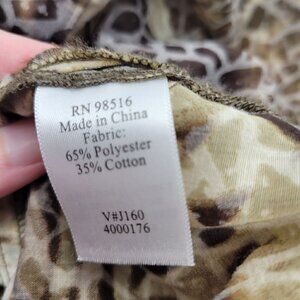 RN 98516
Made in China
Fabric:
65% Polyester
35% Cotton
V#J160
4000176